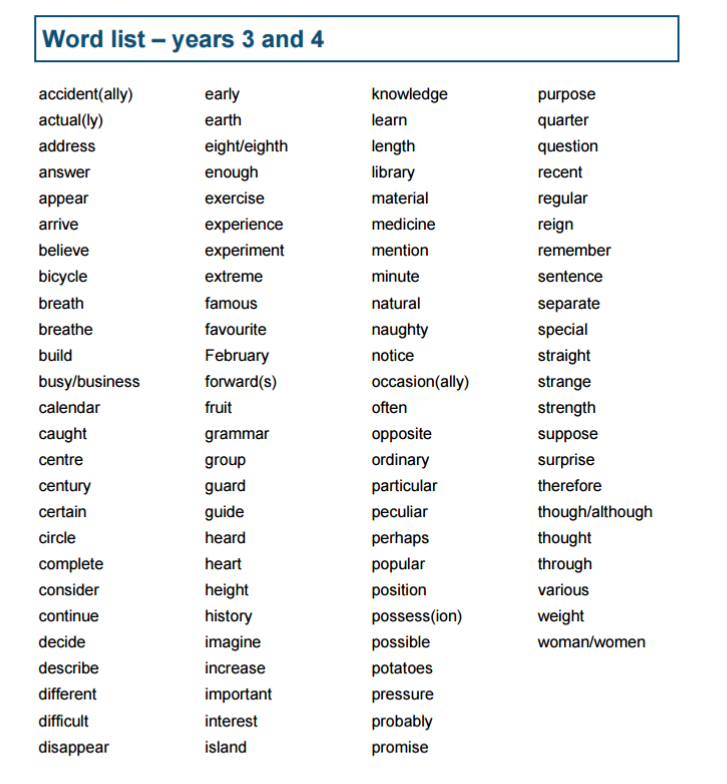 Word list – years 3 and 4
accident(ally)
actual(ly)
address
answer
appear
arrive
believe
bicycle
breath
breathe
build
busy/business
calendar
caught
centre
century
certain
circle
complete
consider
continue
decide
describe
different
difficult
disappear
early
earth
eight/eighth
enough
exercise
experience
experiment
extreme
famous
favourite
February
forward(s)
fruit
grammar
group
guard
guide
heard
heart
height
history
imagine
increase
important
interest
island
knowledge
learn
length
library
material
medicine
mention
minute
natural
naughty
notice
occasion(ally)
often
opposite
ordinary
particular
peculiar
perhaps
popular
position
possess(ion)
possible
potatoes
pressure
probably
promise
purpose
quarter
question
recent
regular
reign
remember
sentence
separate
special
straight
strange
strength
suppose
surprise
therefore
though/although
thought
through
various
weight
woman/women